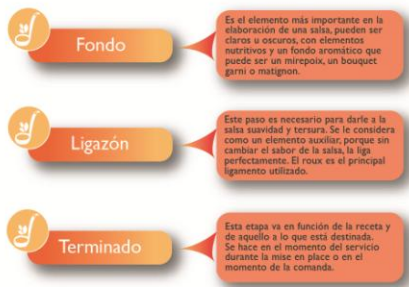 Fondo
Es el elemento más importante en la
elaboración de una salsa, pueden ser
claros u oscuros, con elementos
nutritivos y un fondo aromático que
puede ser un mirepoix, un bouquet
garni o matignon.
Ligazón
Este paso es necesario para darle a la
salsa suavidad y tersura. Se le considera
como un elemento auxiliar, porque sin
cambiar el sabor de la salsa, la liga
perfectamente. El roux es el principal
ligamento utilizado.
Terminado
Esta etapa va en función de la receta y
de aquello a lo que está destinada.
Se hace en el momento del servicio
durante la mise en place o en el
momento de la comanda.